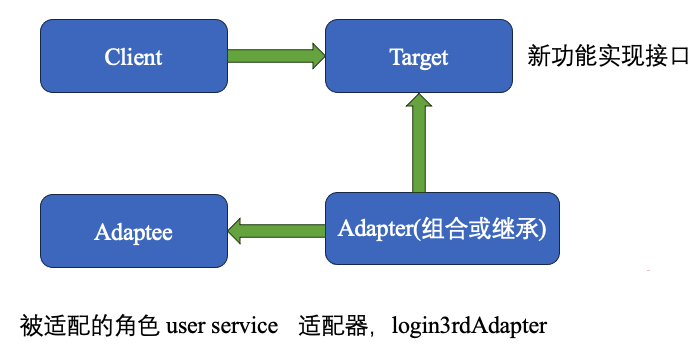 Client
Target
新功能实现接口
Adaptee
Adapter(组合或继承)
被适配的角色 user service 适配器，login3rdAdapter